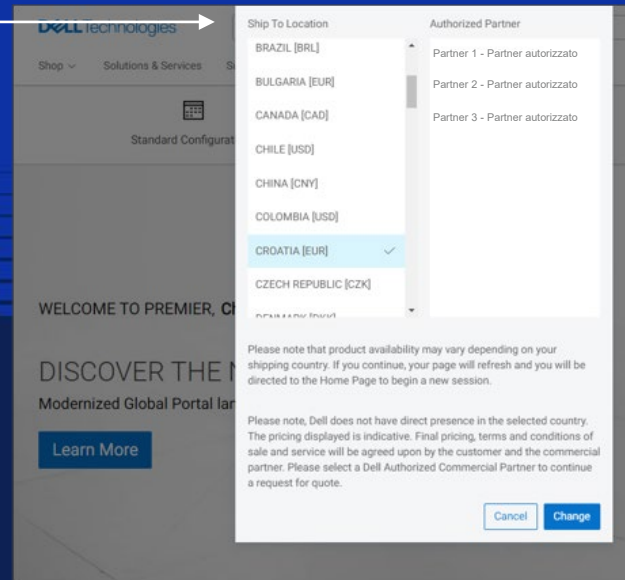 DELLTechnologies
Shop
Solutions & Services
Standard Configurat
WELCOME TO PREMIER,
DISCOVER THE
Modernized Global Portal lan
Learn More
Ship To Location
Authorized Partner
BRAZIL [BRL]
BULGARIA [EUR]
CANADA [CAD]
CHILE [USD]
CHINA [CNY]
COLOMBIA [USD]
CROATIA [EUR]
CZECH REPUBLIC [CZK]
DENMARK [DKK]
Partner 1 - Partner autorizzato
Partner 2 - Partner autorizzato
Partner 3 - Partner autorizzato
Please note that product availability may vary depending on your
shipping country. If you continue, your page will refresh and you will be
directed to the Home Page to begin a new session.
Please note, Dell does not have direct presence in the selected country.
The pricing displayed is indicative. Final pricing, terms and conditions of
sale and service will be agreed upon by the customer and the commercial
partner. Please select a Dell Authorized Commercial Partner to continue
a request for quote.
Cancel
Change